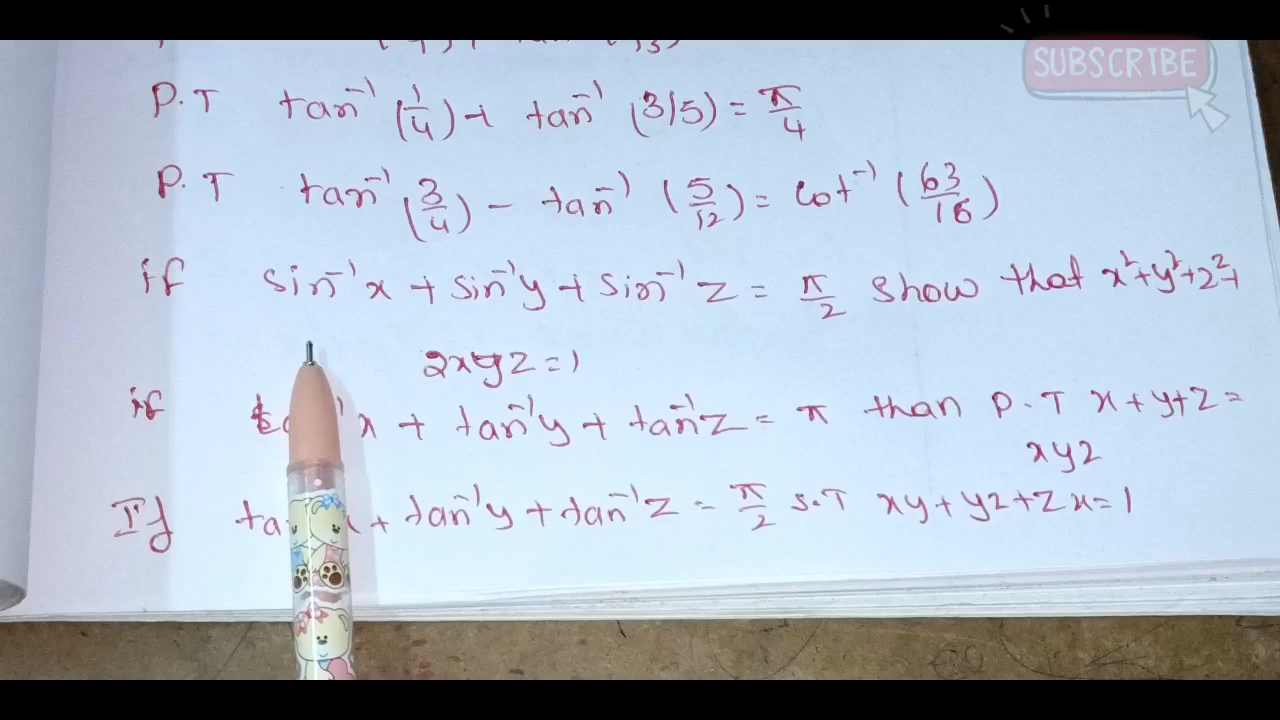 SUBSCRIBE
P.T tan⁻¹ (1/4) + tan⁻¹ (3/5) = π/4
P.T tan⁻¹ (3/4) - tan⁻¹ (5/12) = Cot⁻¹ (63/16)
if sin⁻¹x + sin⁻¹y + sin⁻¹z = π/2 show that x²+y²+z²+
2xyz = 1
if x + tan⁻¹y + tan⁻¹z = π than P.T x+y+z =
xyz
If + tan⁻¹y + tan⁻¹z = π/2 S.T xy+yz+zx=1